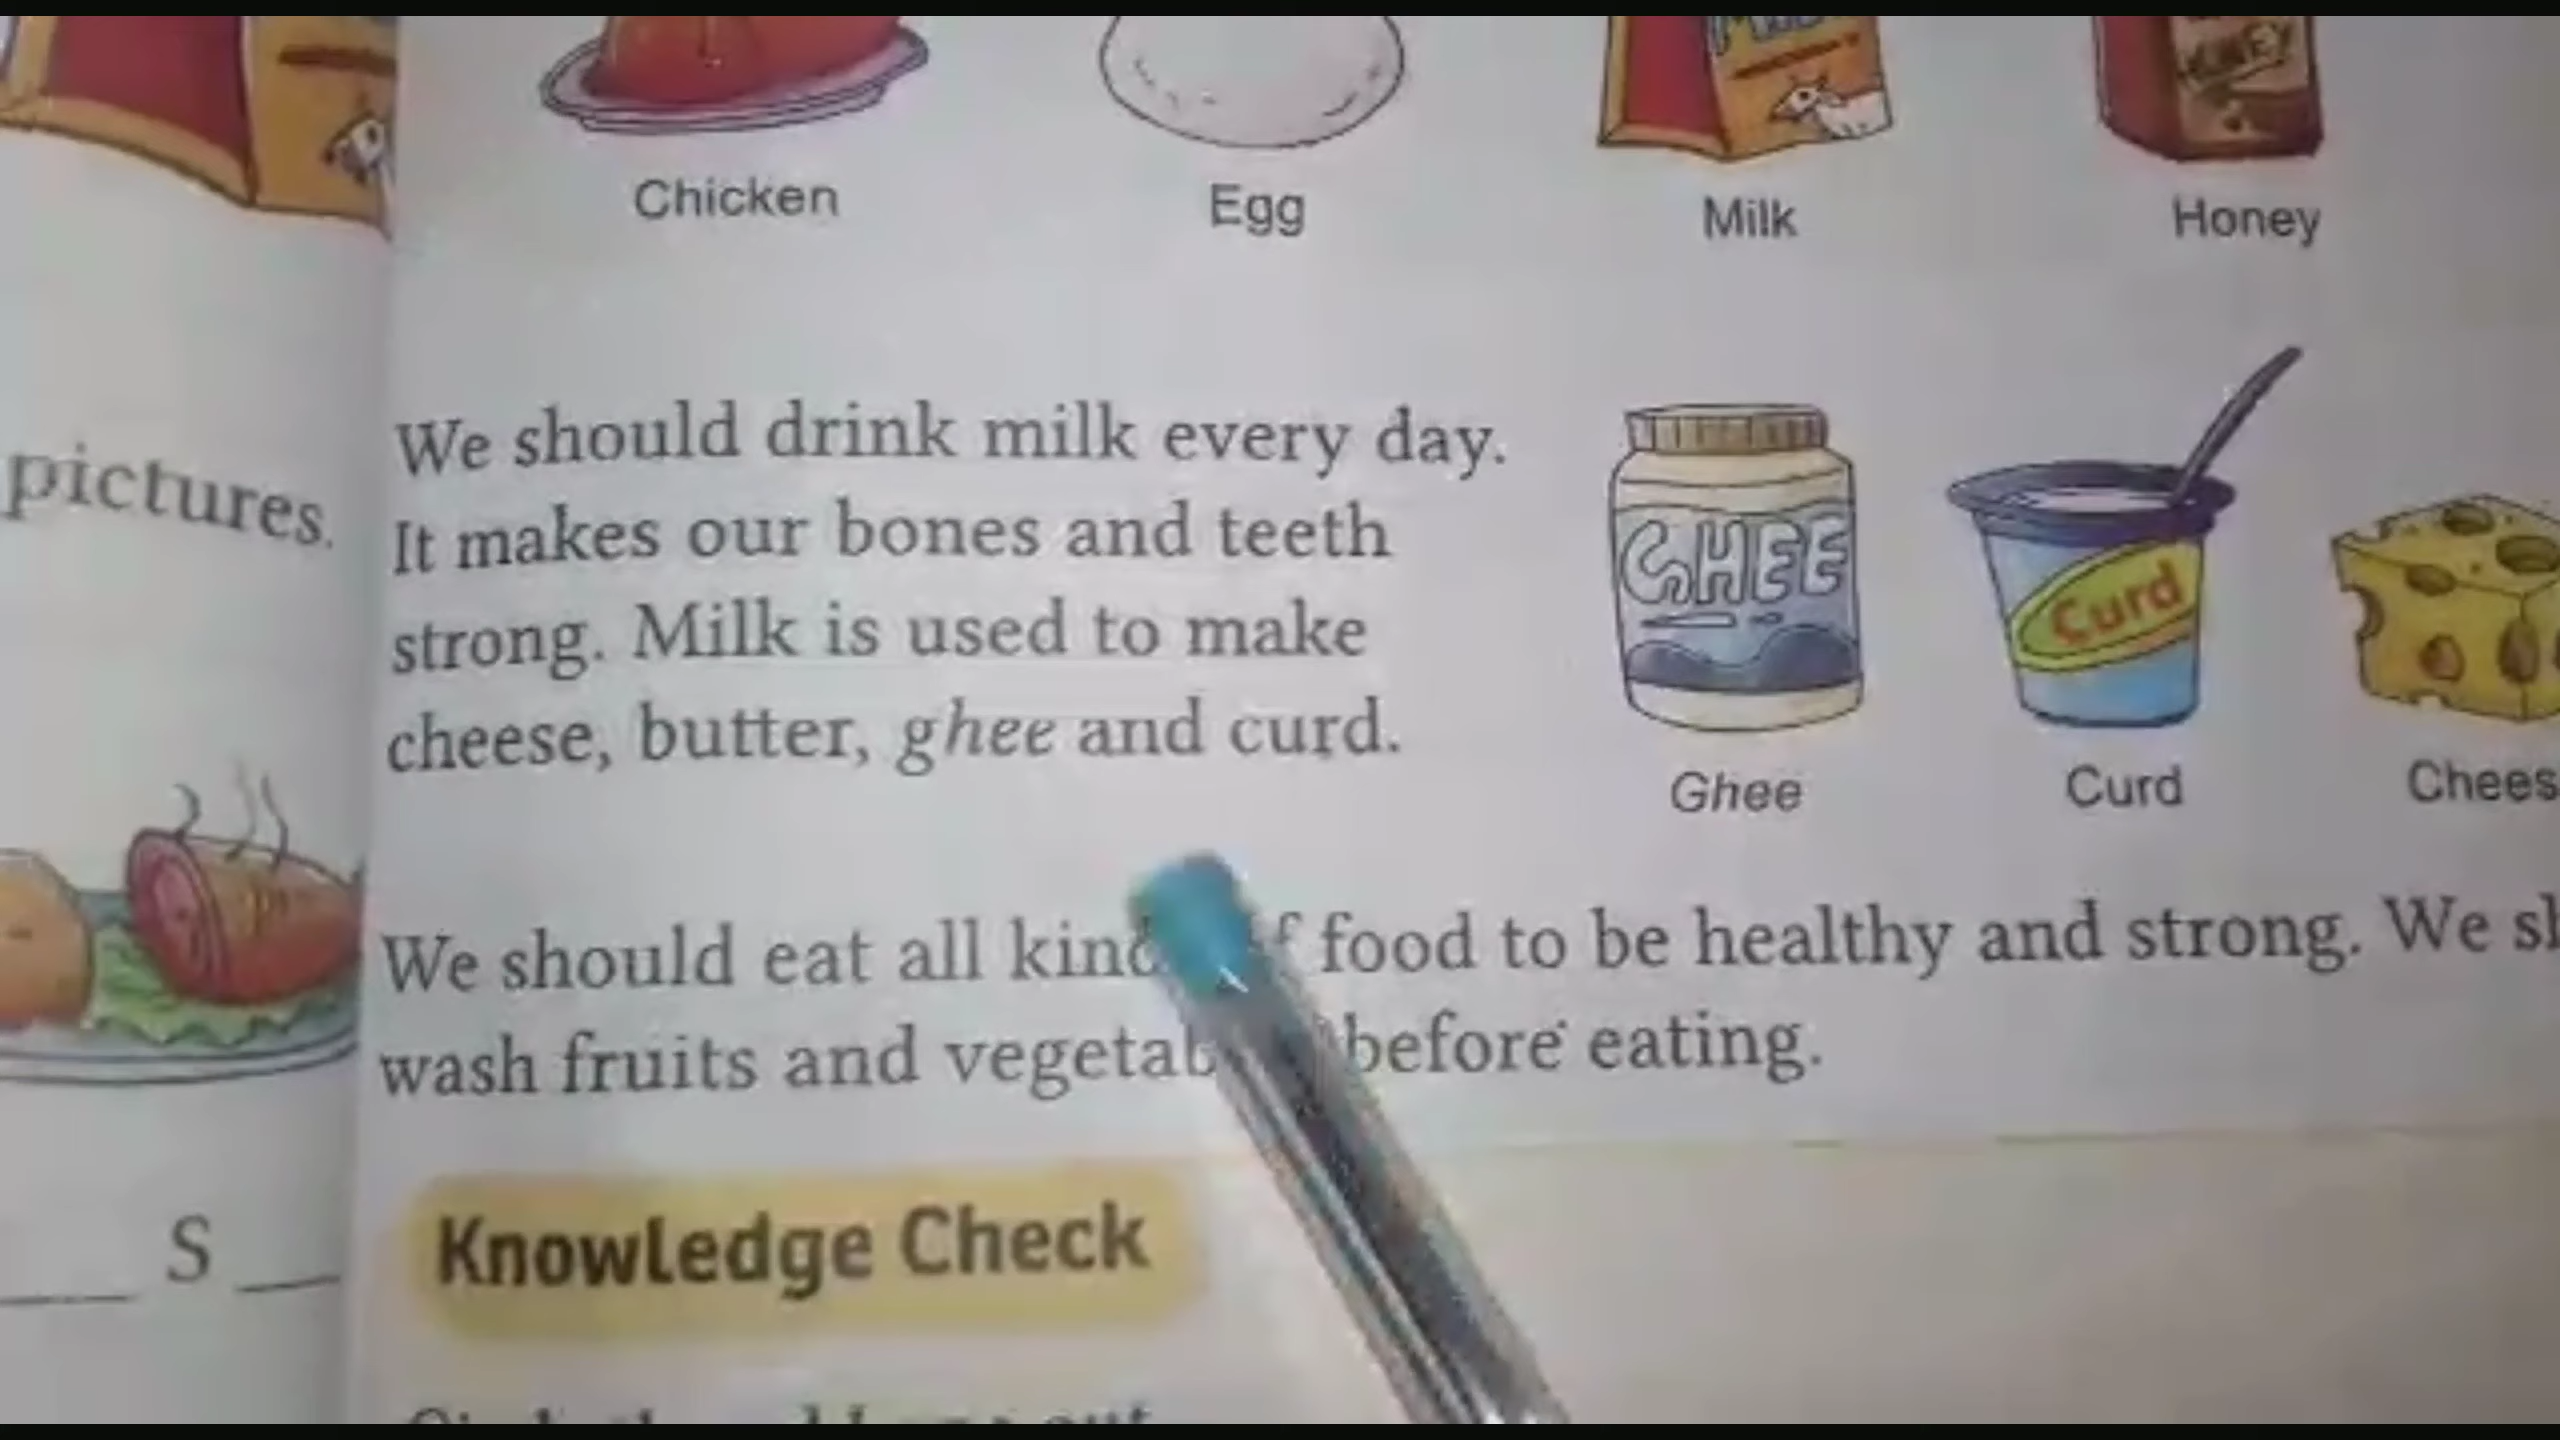 Chicken Egg Milk Honey
pictures.
We should drink milk every day.
It makes our bones and teeth
strong. Milk is used to make
cheese, butter, ghee and curd.
GHEE
Curd
Ghee Curd
We should eat all of food to be healthy and strong. We
wash fruits and before eating.
S
Knowledge Check